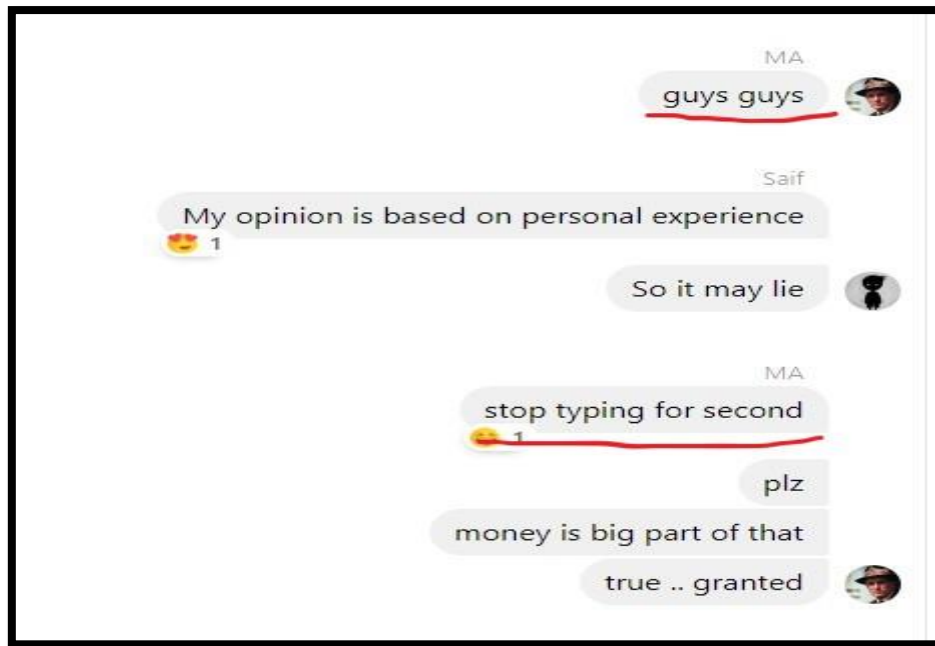 MA
guys guys
Saif
My opinion is based on personal experience
1
So it may lie
MA
stop typing for second
1
plz
money is big part of that
true .. granted